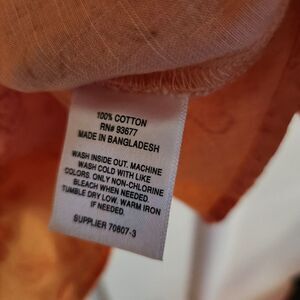 100% COTTON
RN# 93677
MADE IN BANGLADESH
WASH INSIDE OUT. MACHINE
WASH COLD WITH LIKE
COLORS. ONLY NON-CHLORINE
BLEACH WHEN NEEDED.
TUMBLE DRY LOW. WARM IRON
IF NEEDED.
SUPPLIER 70807-3